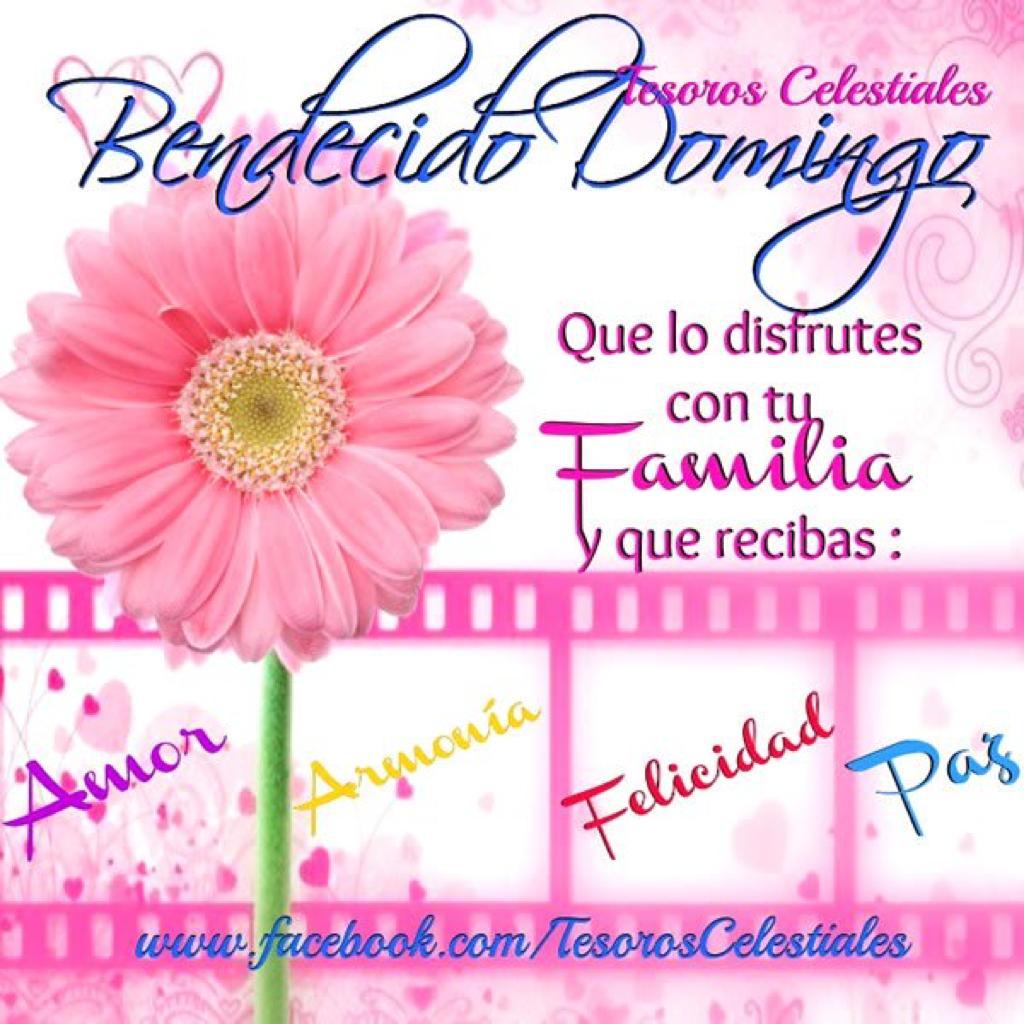 Tesoros Celestiales
Bendecido Domingo
Que lo disfrutes
con tu
Familia
y que recibas :
Amor
Armonía
Felicidad
Paz
www.facebook.com/TesorosCelestiales